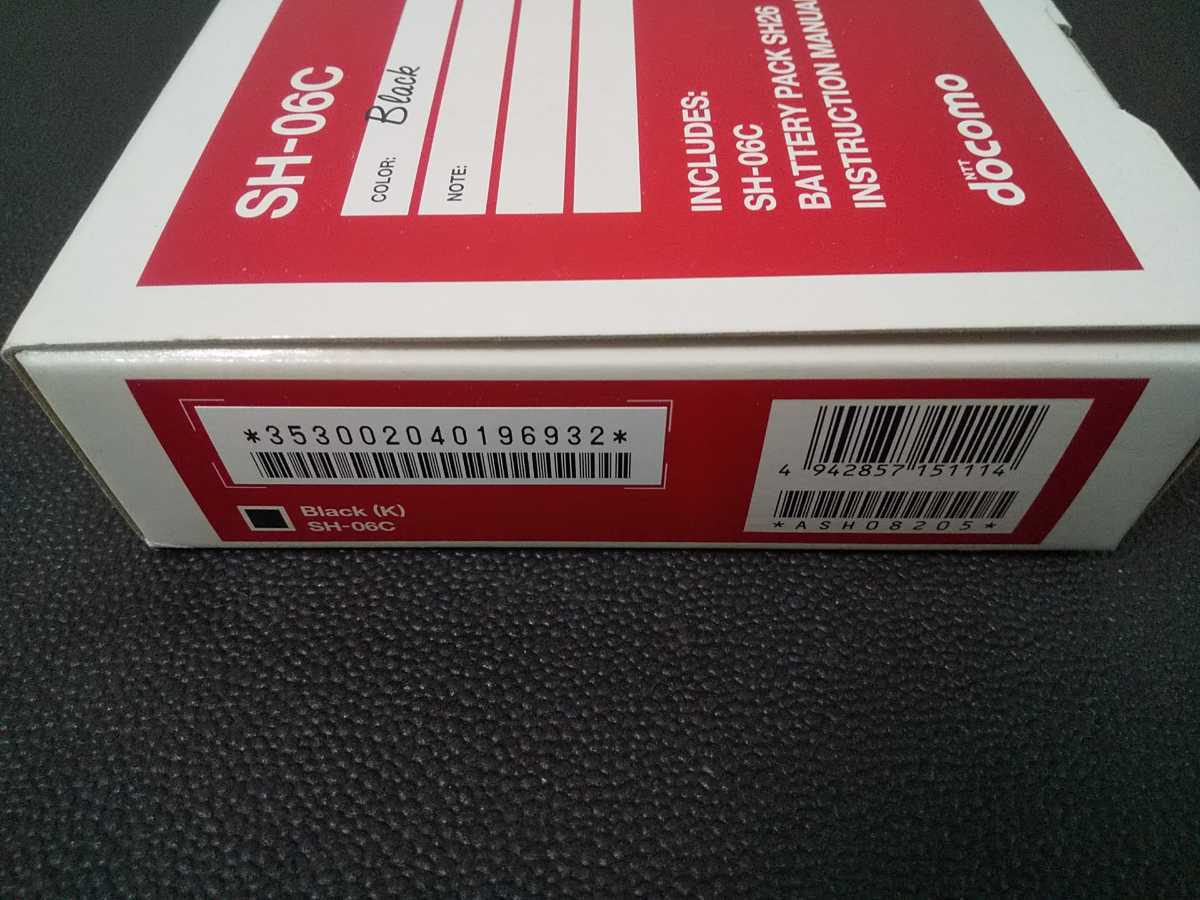 SH-06C
COLOR: Black
NOTE:
INCLUDES:
SH-06C
BATTERY PACK SH26
INSTRUCTION MANUAL
NTT
docomo
*353002040196932*
Black (K)
SH-06C
4 942857 151114
*ASH08205*